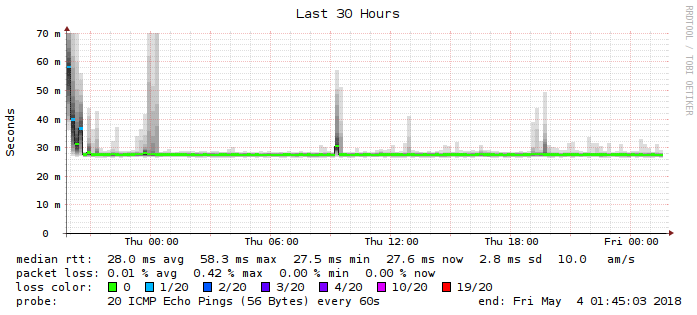 Last 30 Hours
RRDTOOL / TOBI OETIKER
Seconds
70 m
60 m
50 m
40 m
30 m
20 m
10 m
0
Thu 00:00 Thu 06:00 Thu 12:00 Thu 18:00 Fri 00:00
median rtt: 28.0 ms avg 58.3 ms max 27.5 ms min 27.6 ms now 2.8 ms sd 10.0 am/s
packet loss: 0.01 % avg 0.42 % max 0.00 % min 0.00 % now
loss color: 0 1/20 2/20 3/20 4/20 10/20 19/20
probe: 20 ICMP Echo Pings (56 Bytes) every 60s end: Fri May 4 01:45:03 2018